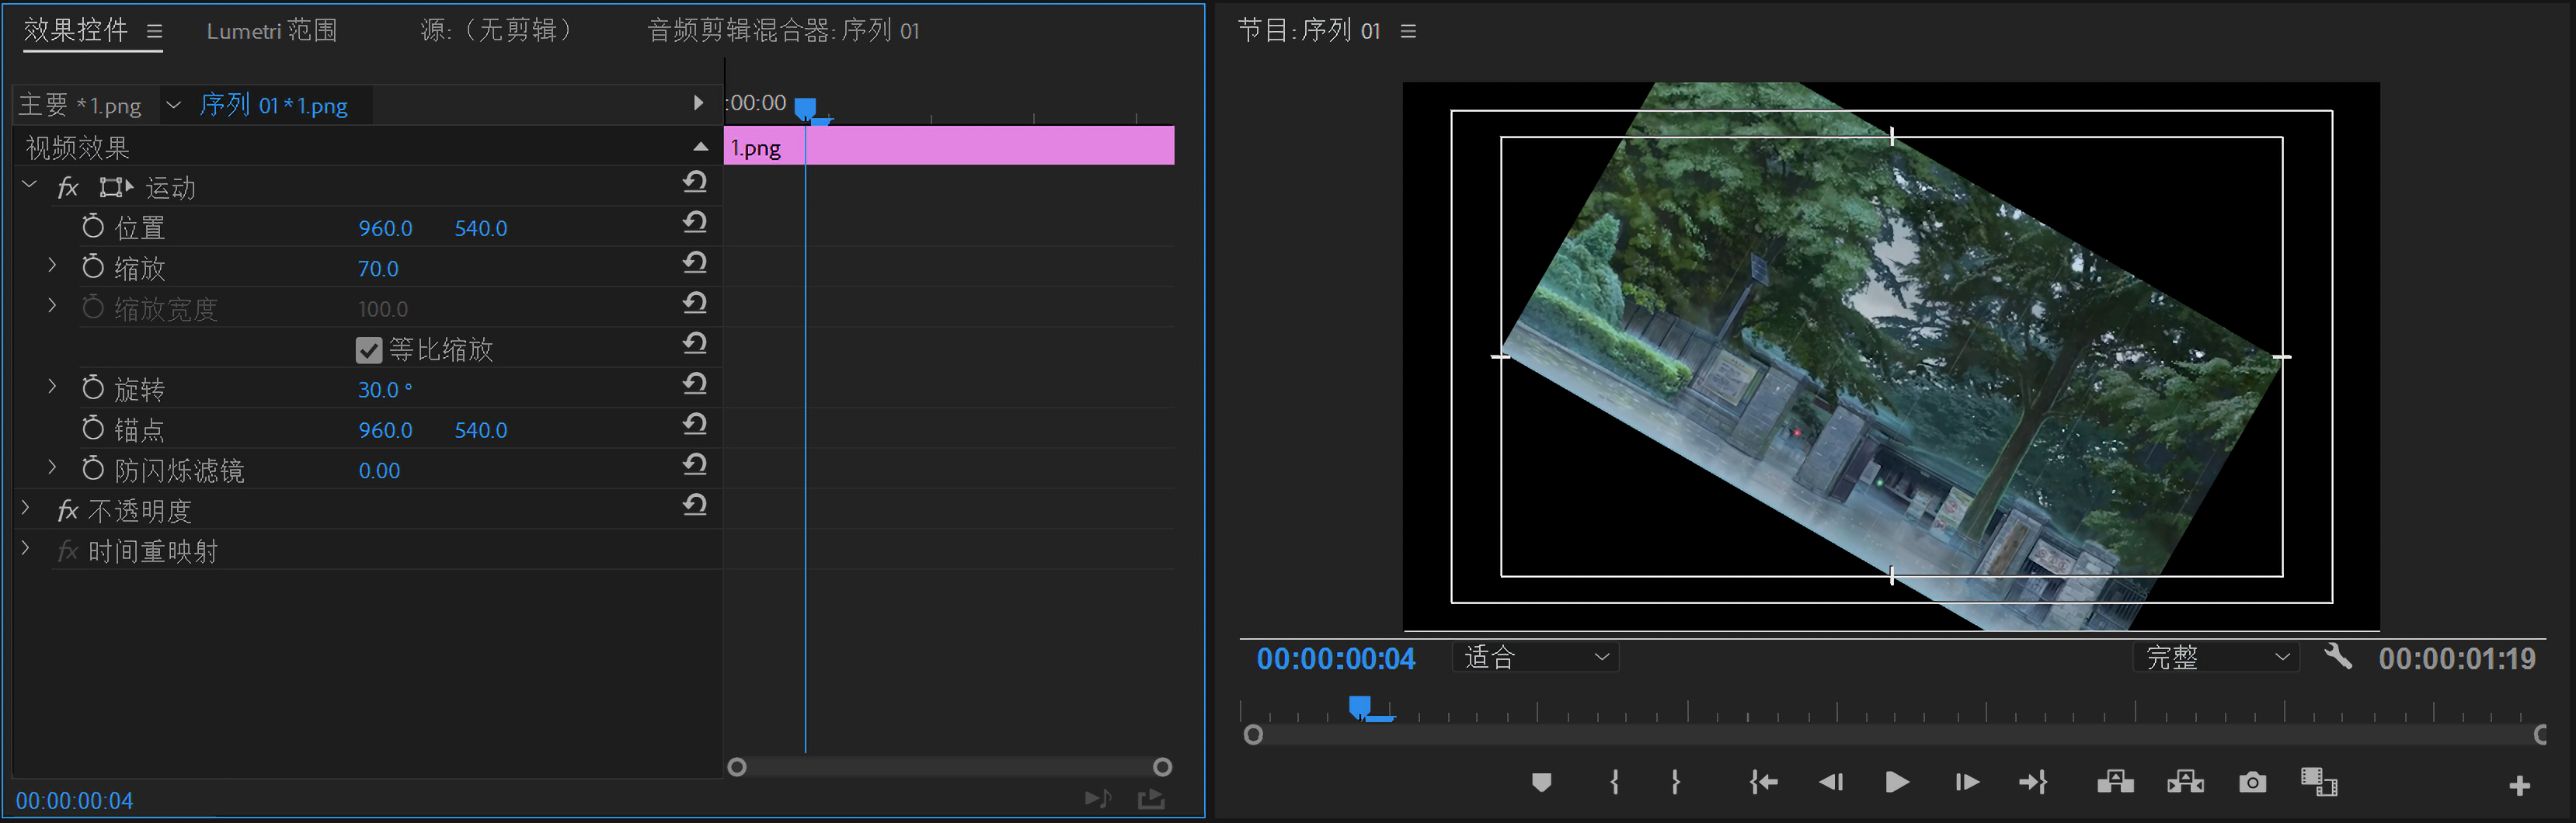 效果控件 Lumetri 范围 源:（无剪辑） 音频剪辑混合器: 序列 01
主要 * 1.png 序列 01 * 1.png
:00:00
视频效果
1.png
fx 运动
位置 960.0 540.0
缩放 70.0
缩放宽度 100.0
等比缩放
旋转 30.0 °
锚点 960.0 540.0
防闪烁滤镜 0.00
fx 不透明度
fx 时间重映射
00:00:00:04
节目: 序列 01
00:00:00:04 适合 完整 00:00:01:19